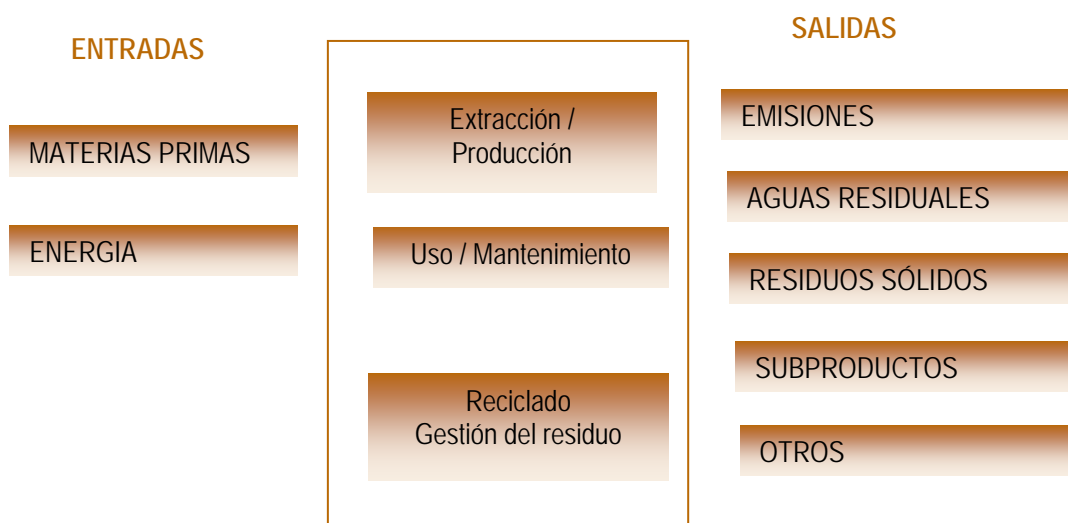 ENTRADAS
MATERIAS PRIMAS
ENERGIA
Extracción /
Producción
Uso / Mantenimiento
Reciclado
Gestión del residuo
SALIDAS
EMISIONES
AGUAS RESIDUALES
RESIDUOS SÓLIDOS
SUBPRODUCTOS
OTROS